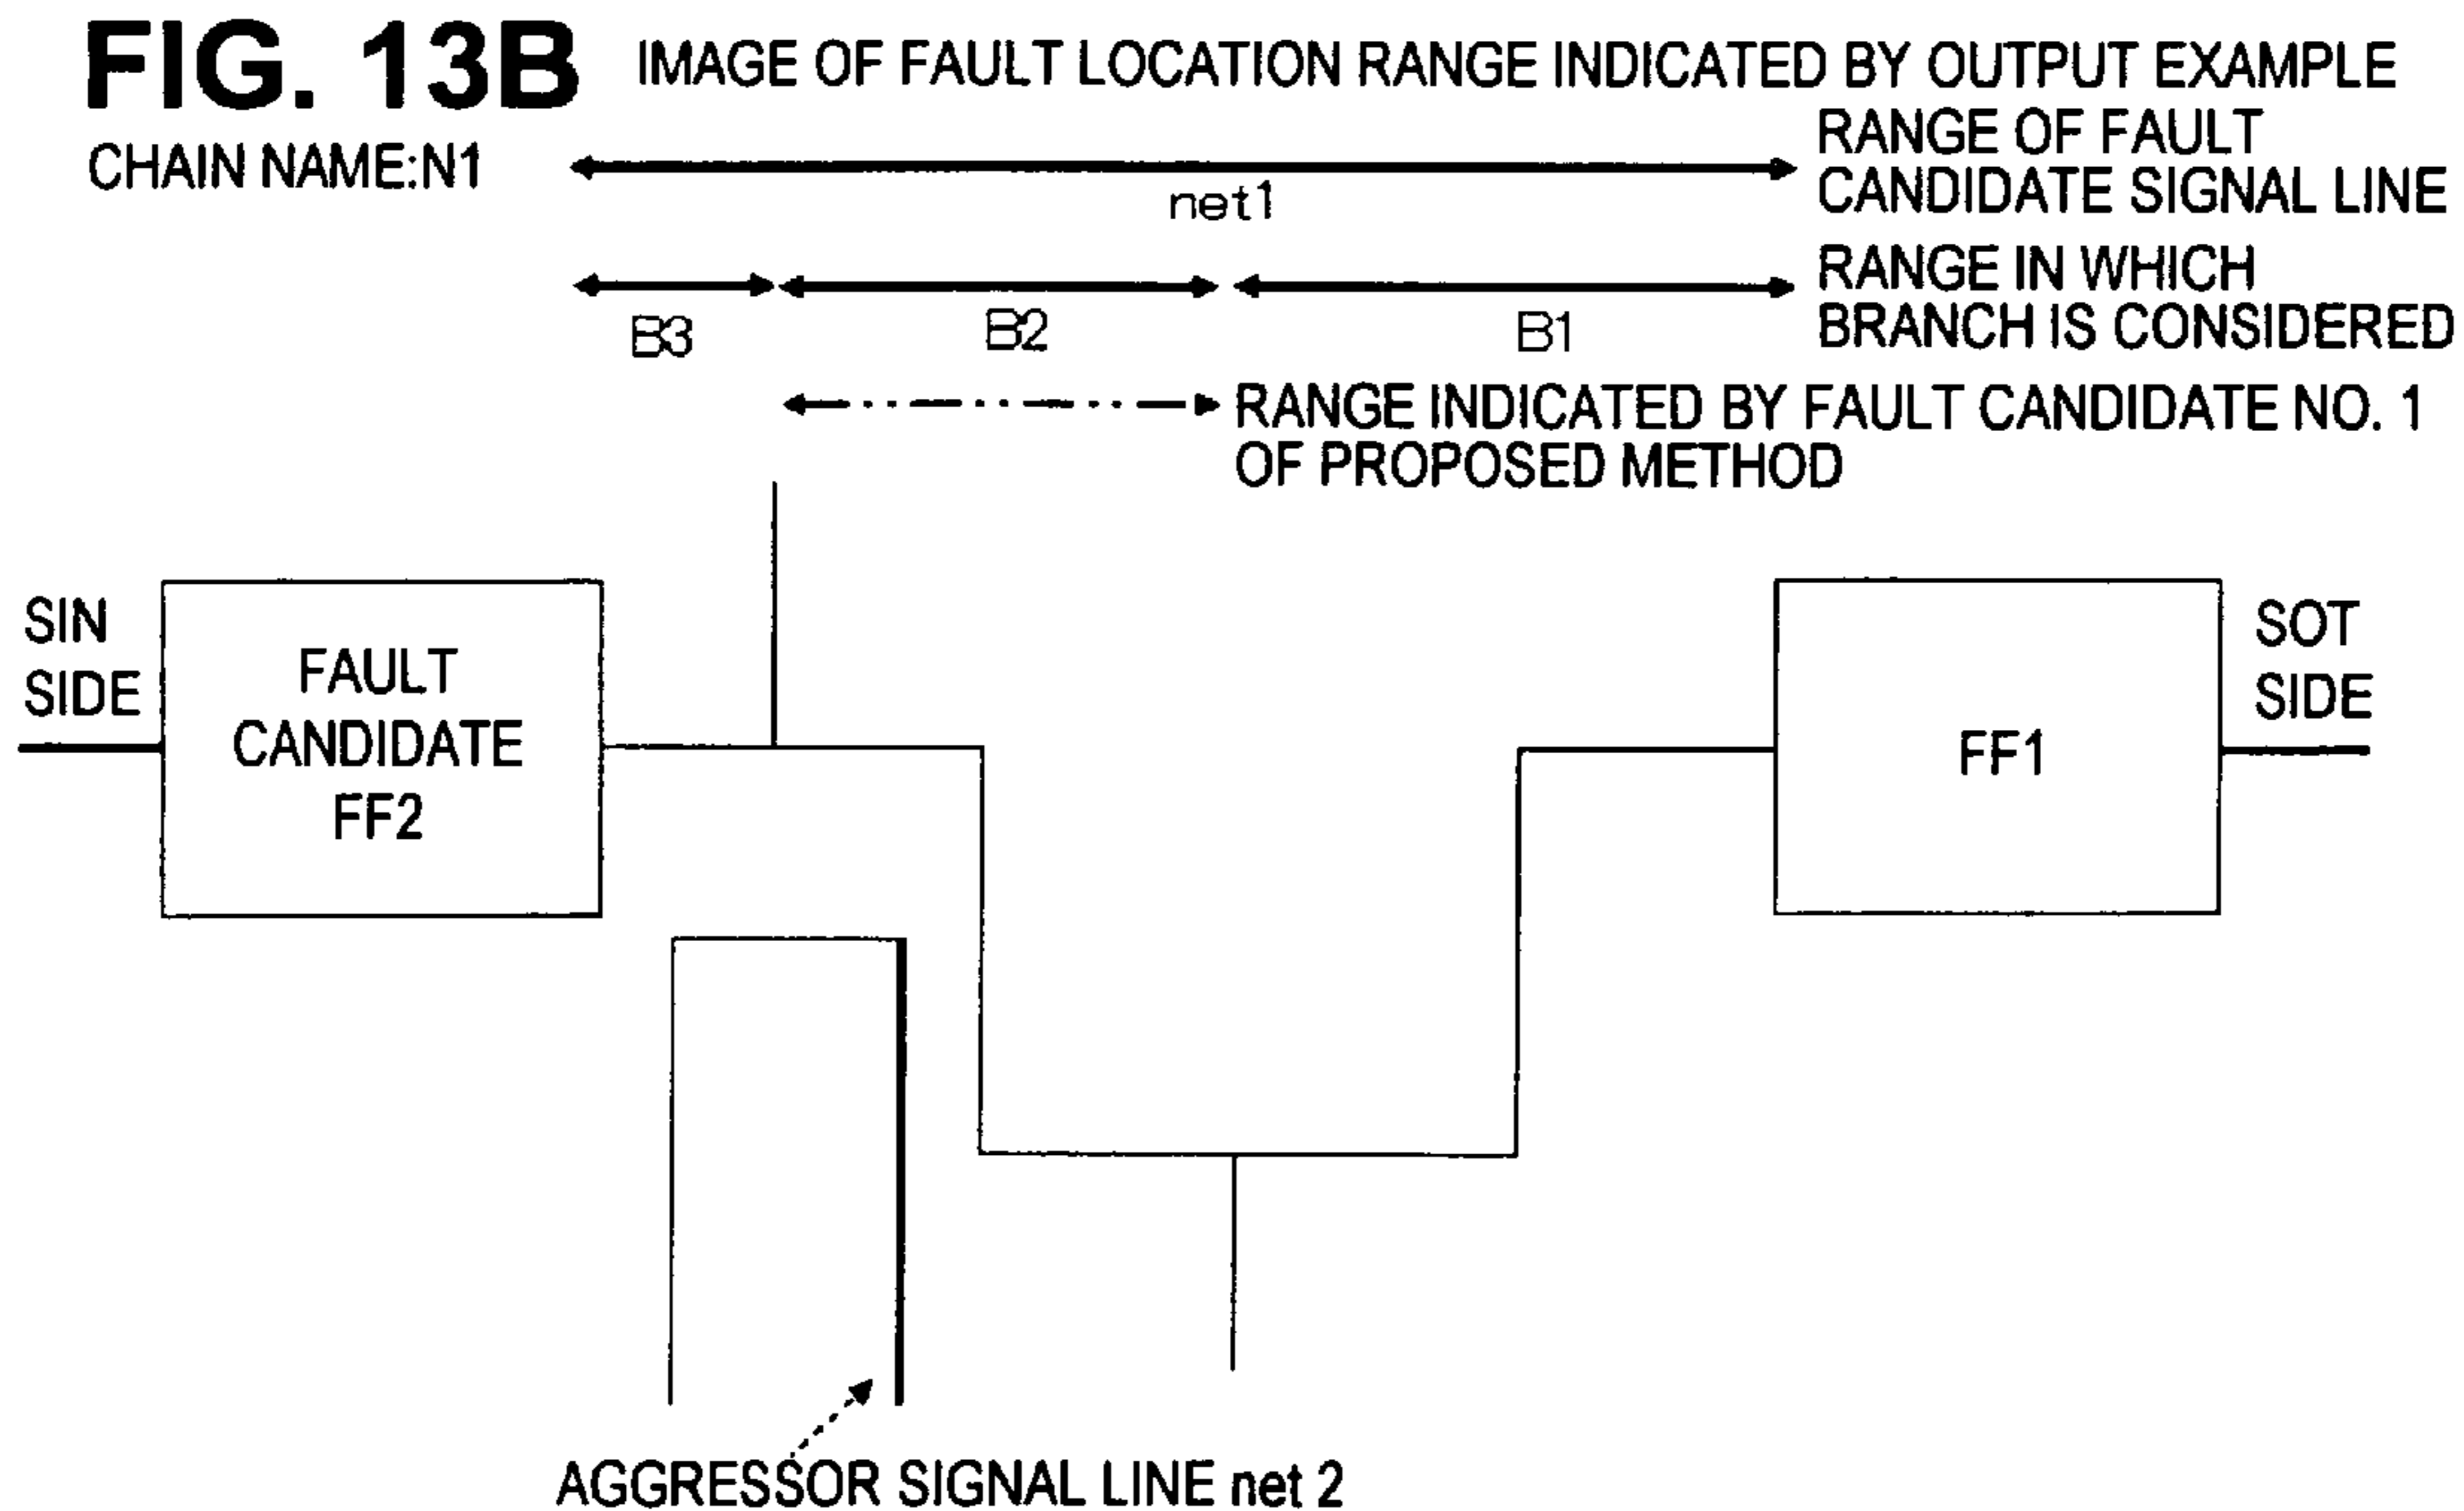 FIG. 13B
IMAGE OF FAULT LOCATION RANGE INDICATED BY OUTPUT EXAMPLE
CHAIN NAME:N1
RANGE OF FAULT
CANDIDATE SIGNAL LINE
net1
RANGE IN WHICH
BRANCH IS CONSIDERED
B3
B2
B1
RANGE INDICATED BY FAULT CANDIDATE NO. 1
OF PROPOSED METHOD
SIN
SIDE
FAULT
CANDIDATE
FF2
FF1
SOT
SIDE
AGGRESSOR SIGNAL LINE net 2